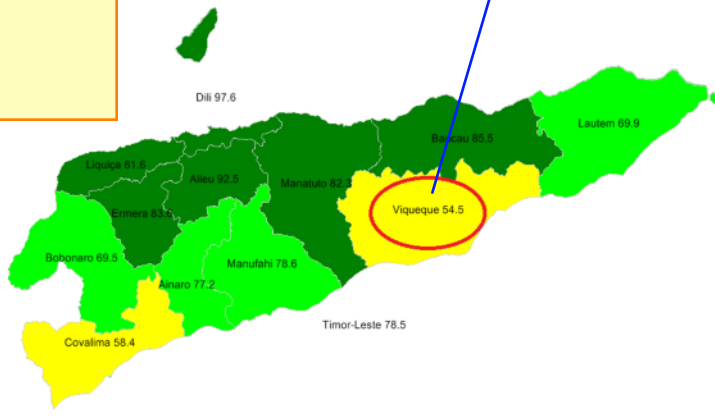 Dili 97.6
Lautem 69.9
Baucau 85.5
Liquiça 81.6
Aileu 92.5
Manatuto 82.3
Ermera 83.6
Viqueque 54.5
Bobonaro 69.5
Manufahi 78.6
Ainaro 77.2
Timor-Leste 78.5
Covalima 58.4